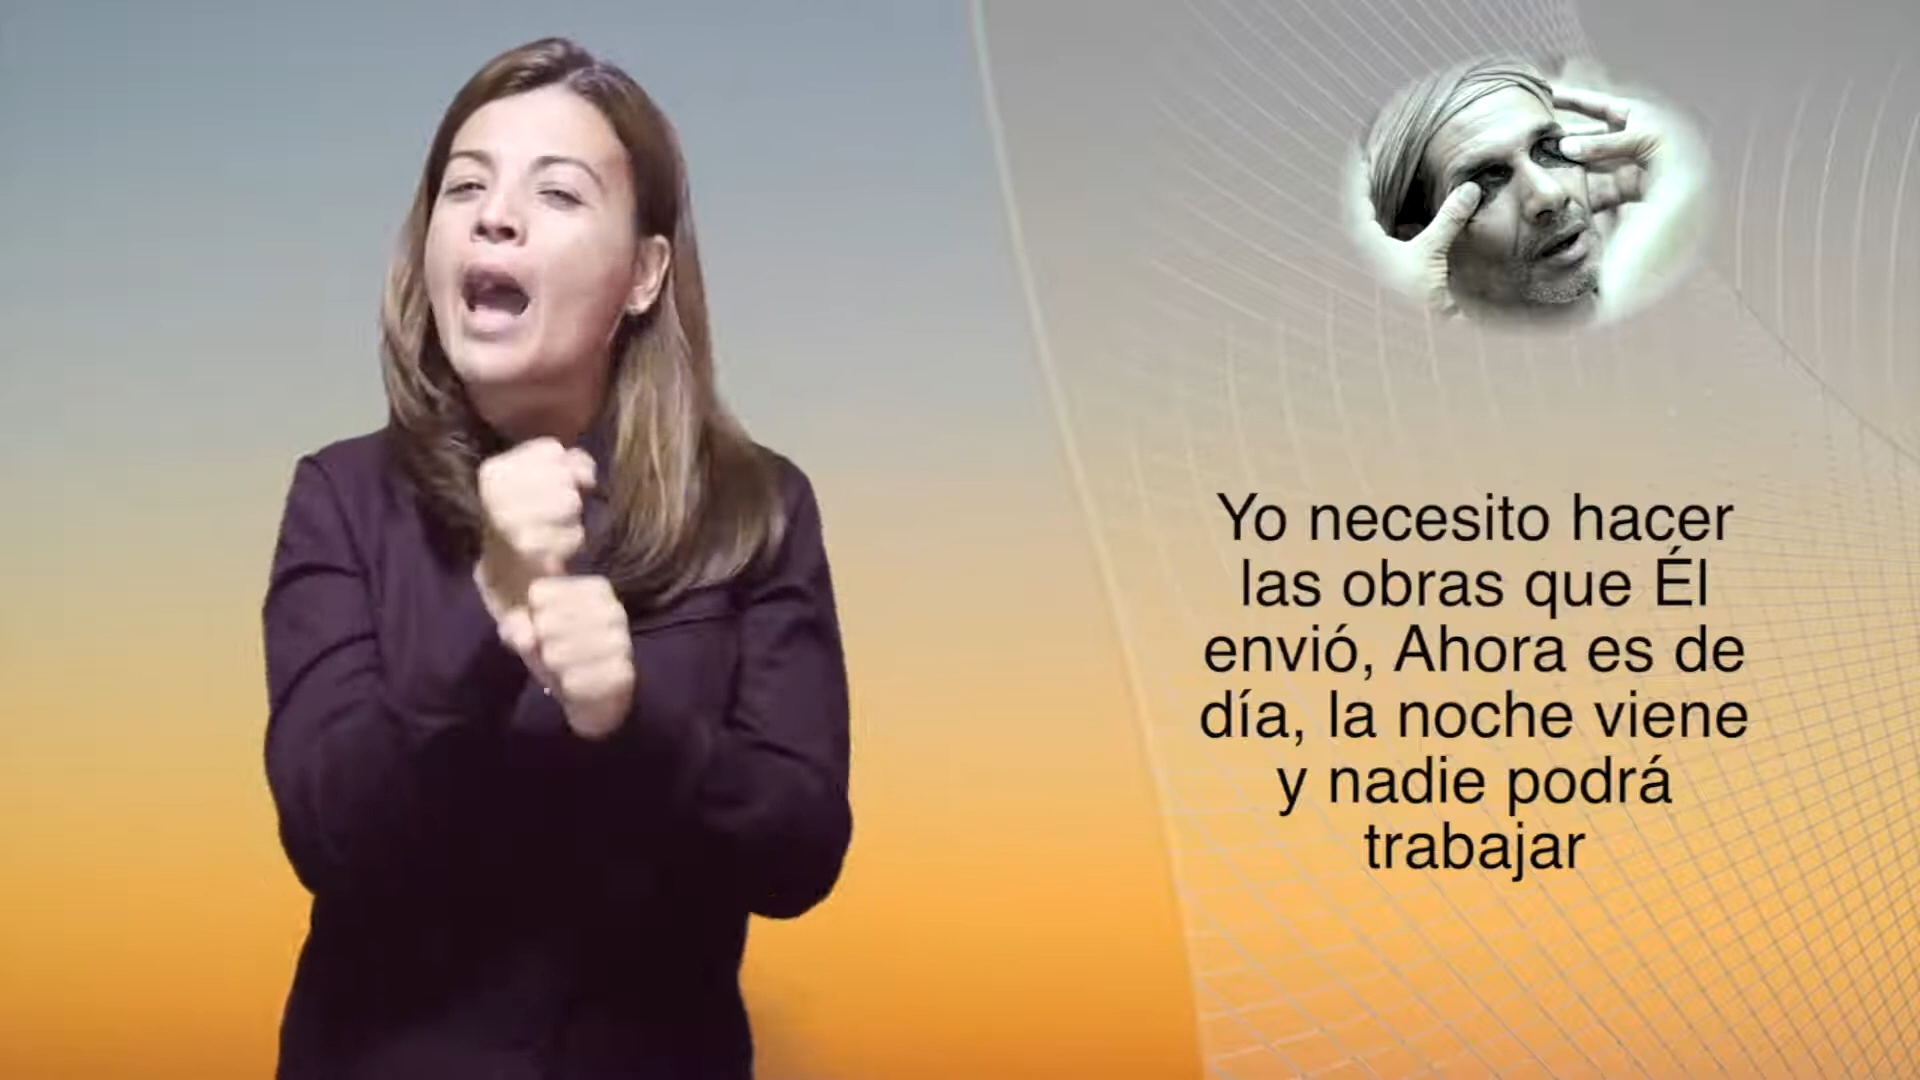 Yo necesito hacer
las obras que Él
envió, Ahora es de
día, la noche viene
y nadie podrá
trabajar